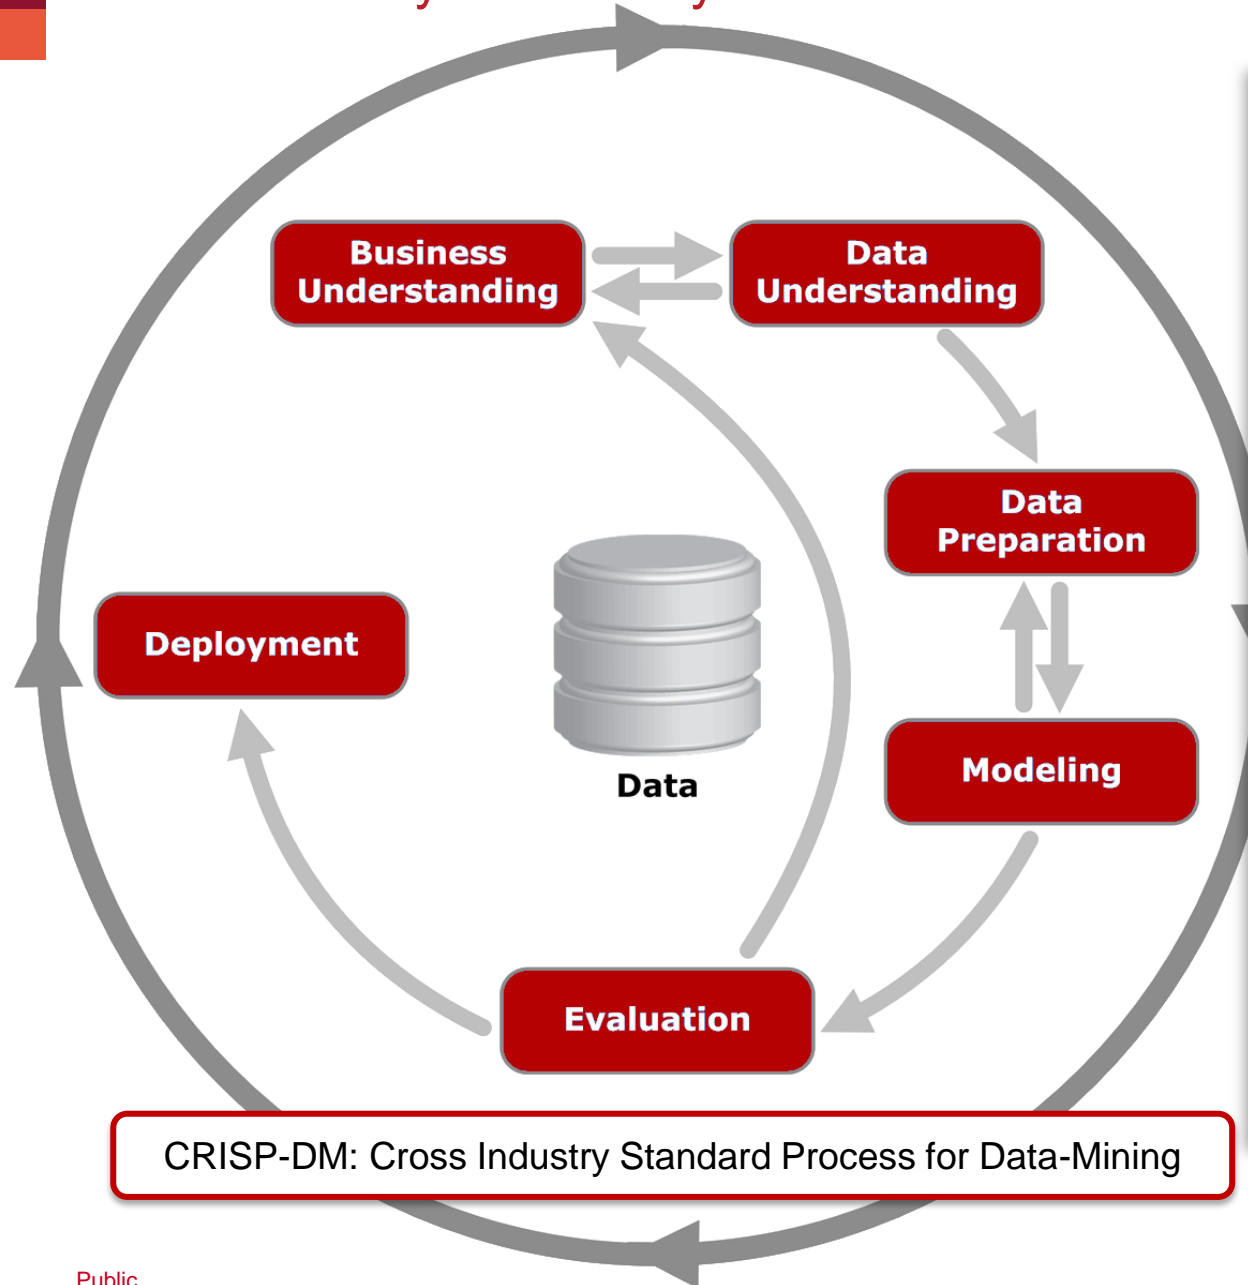 Business
Understanding
Data
Understanding
Data
Preparation
Deployment
Modeling
Data
Evaluation
CRISP-DM: Cross Industry Standard Process for Data-Mining
Public